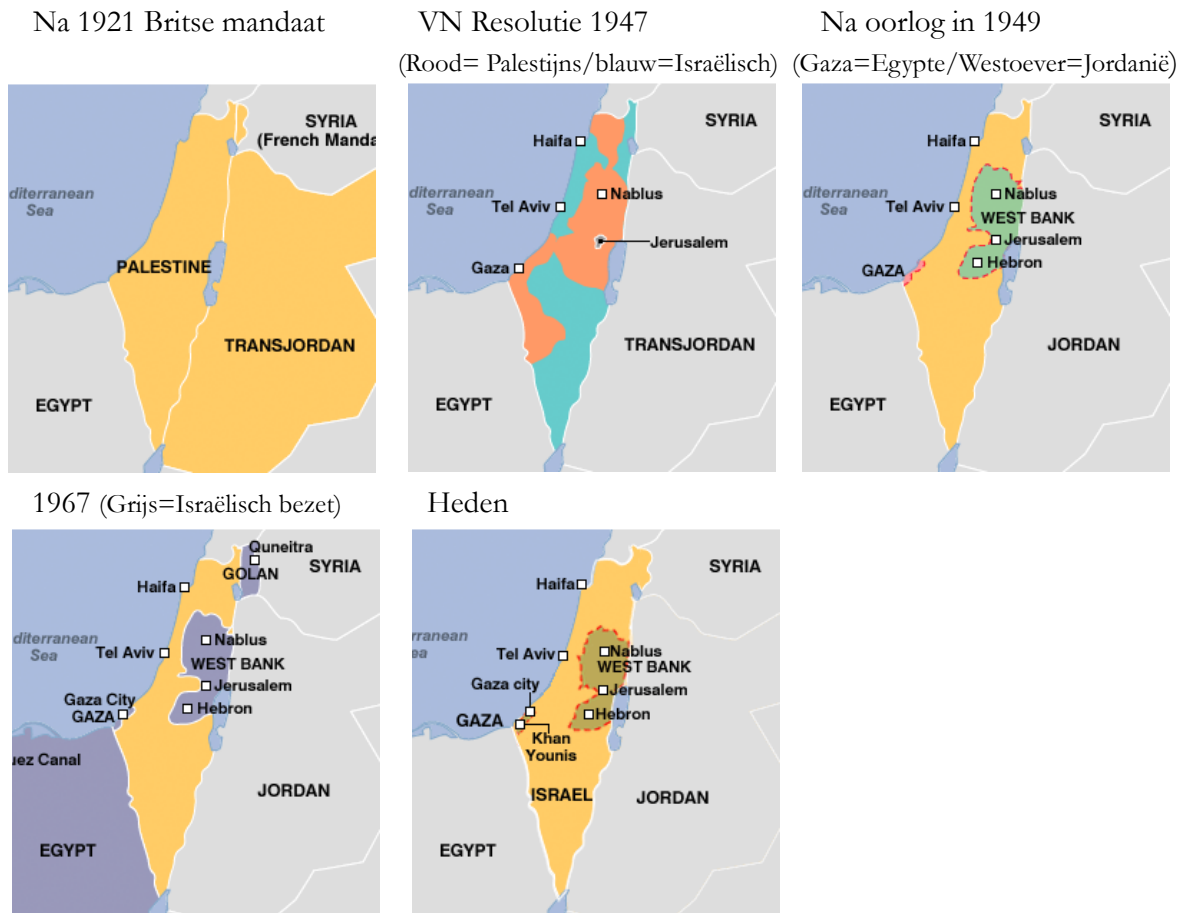 Na 1921 Britse mandaat
VN Resolutie 1947
(Rood= Palestijns/blauw=Israëlisch)
Na oorlog in 1949
(Gaza=Egypte/Westoever=Jordanië)
SYRIA
(French Manda
diterranean
Sea
PALESTINE
TRANSJORDAN
EGYPT
SYRIA
Haifa
diterranean
Sea
Nablus
Tel Aviv
Jerusalem
Gaza
TRANSJORDAN
EGYPT
SYRIA
Haifa
diterranean
Sea
Nablus
Tel Aviv
WEST BANK
Jerusalem
Hebron
GAZA
JORDAN
EGYPT
1967 (Grijs=Israëlisch bezet)
Heden
Quneitra
SYRIA
GOLAN
Haifa
diterranean
Sea
Nablus
Tel Aviv
WEST BANK
Jerusalem
Gaza City
GAZA
Hebron
uez Canal
JORDAN
EGYPT
SYRIA
Haifa
rranean
ea
Nablus
Tel Aviv
WEST BANK
Gaza city
Jerusalem
GAZA
Hebron
Khan
Younis
ISRAEL
JORDAN
EGYPT